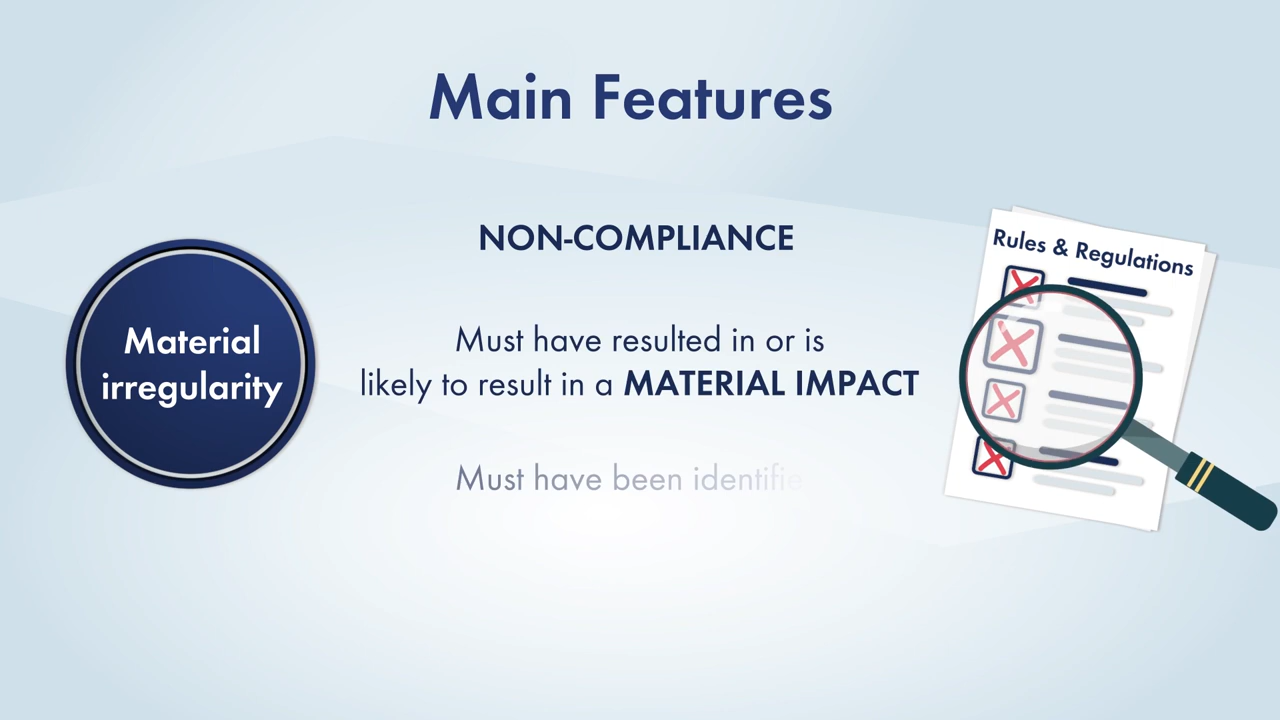 Main Features
NON-COMPLIANCE
Rules & Regulations
Material
irregularity
Must have resulted in or is
likely to result in a MATERIAL IMPACT
Must have been identifie